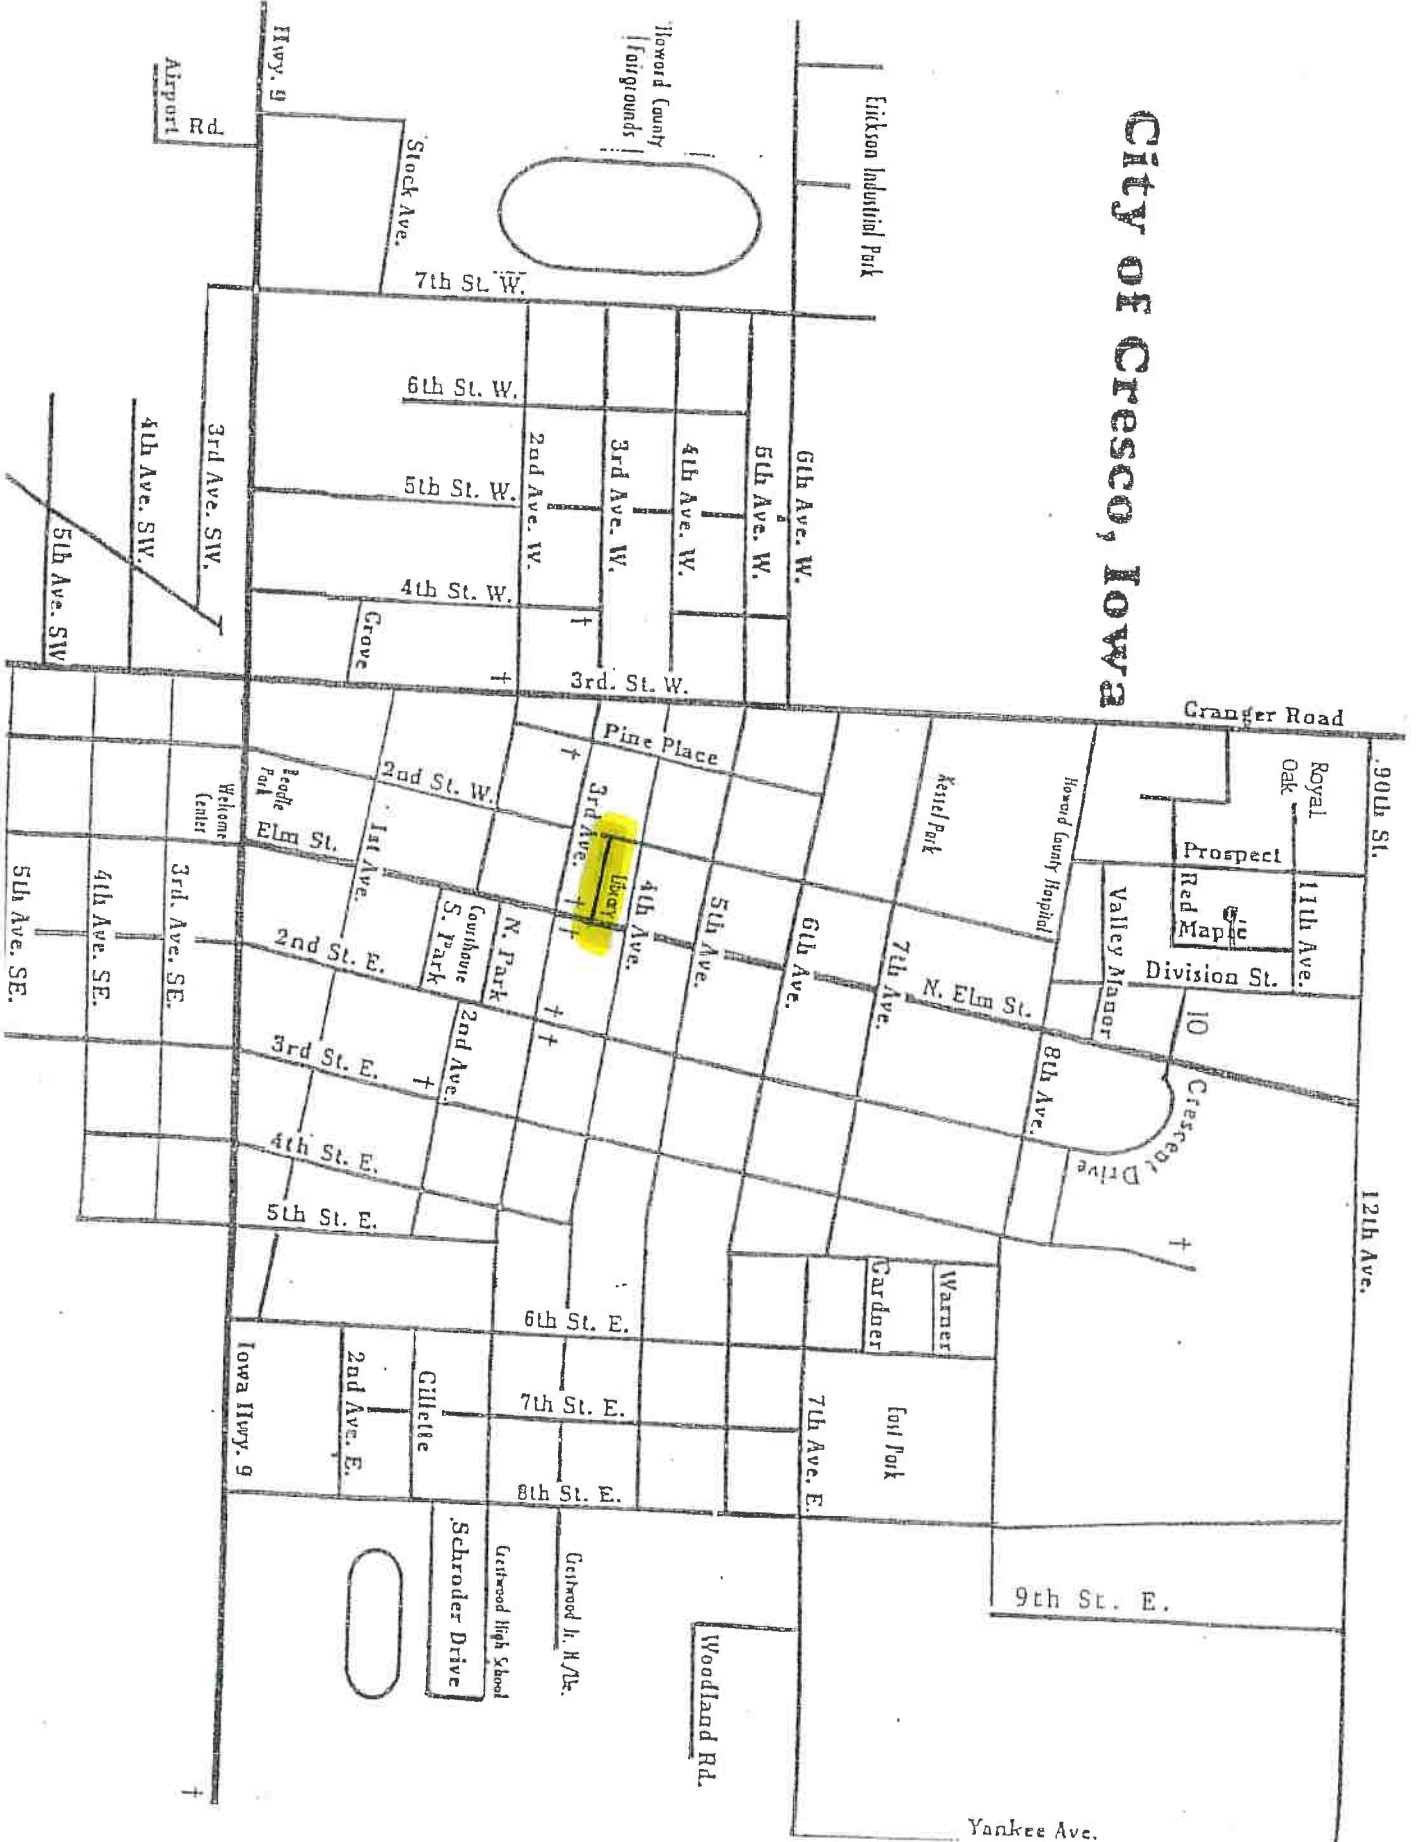 City of Cresco, Iowa
Hwy. 9
Airport
Rd.
Stock Ave.
Howard County
Fairgrounds
Erickson Industrial Park
7th St. W.
6th St. W.
5th St. W.
4th St. W.
3rd. St. W.
2nd Ave. W.
3rd Ave. W.
4th Ave. W.
5th Ave. W.
6th Ave. W.
3rd Ave. SW.
4th Ave. SW.
5th Ave. SW
Grove
Granger Road
Pine Place
2nd St. W.
Beadle
Park
Welcome
Center
Elm St.
1st Ave.
3rd Ave.
Library
4th Ave.
5th Ave.
6th Ave.
7th Ave.
Kessel Park
Howard County Hospital
Royal
Oak
90th St.
Prospect
Red
Maple
11th Ave.
Valley Manor
Division St.
N. Elm St.
10
8th Ave.
Crescent Drive
12th Ave.
N. Park
Courthouse
S. Park
2nd Ave.
2nd St. E.
3rd St. E.
4th St. E.
5th St. E.
3rd. Ave. SE.
4th Ave. SE.
5th Ave. SE.
6th St. E.
7th St. E.
8th St. E.
Gardner
Warner
East Park
7th Ave. E.
Iowa Hwy. 9
2nd Ave. E.
Gillette
Schroder Drive
Crestwood High School
9th St. E.
Woodland Rd.
Yankee Ave.